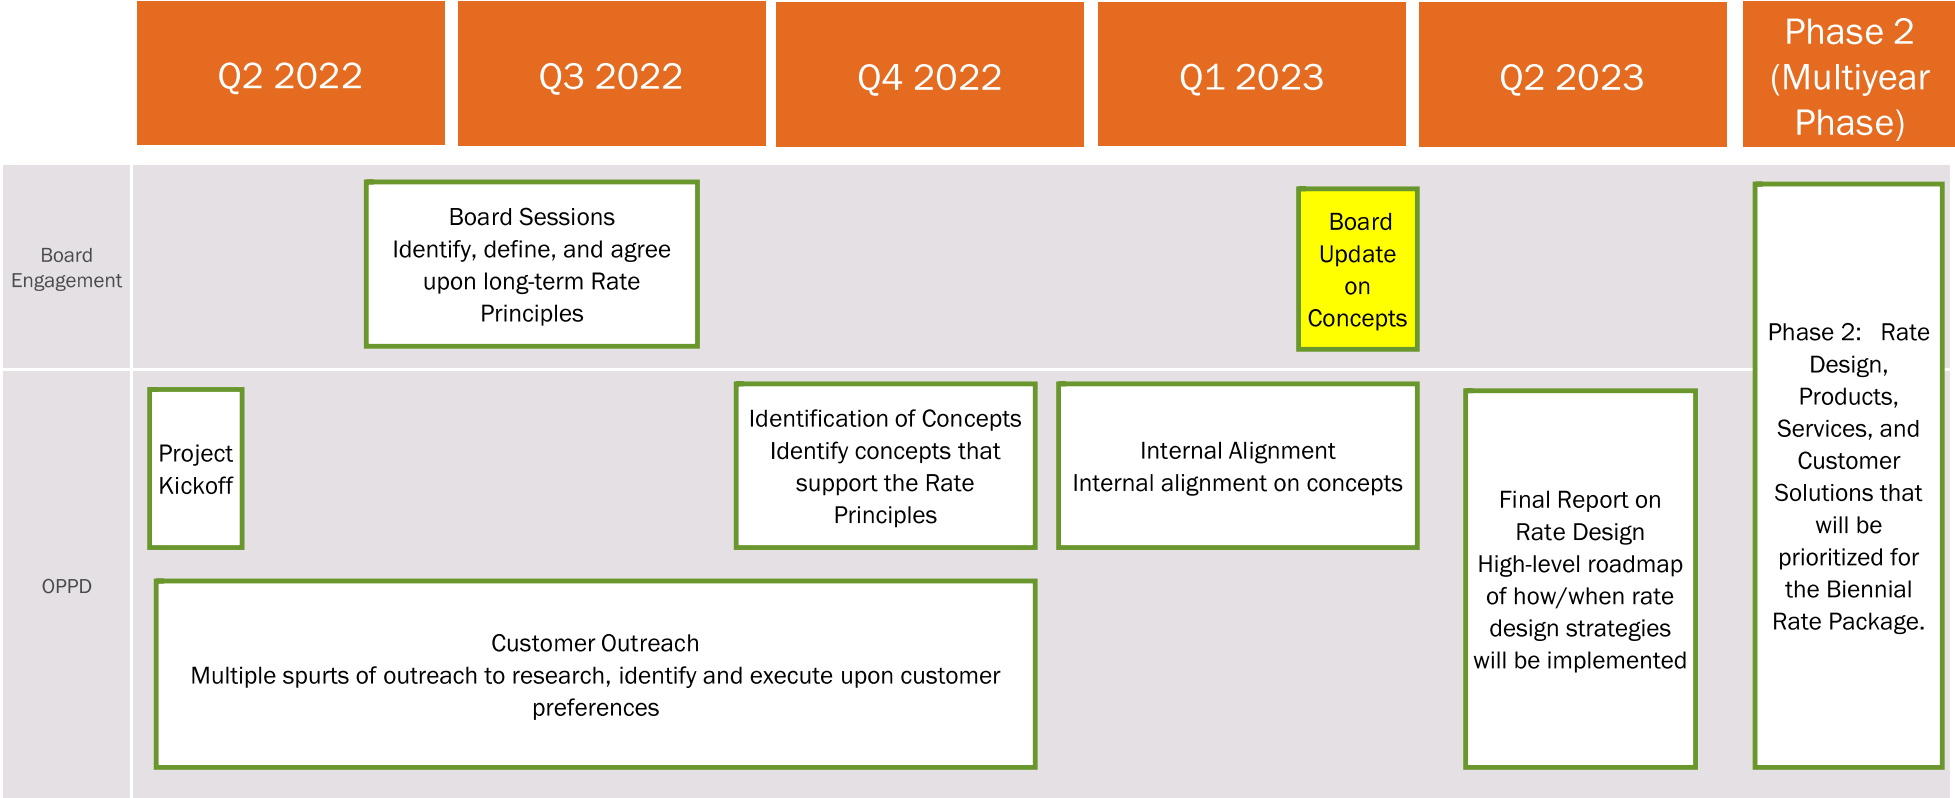 Q2 2022
Q3 2022
Q4 2022
Q1 2023
Q2 2023
Phase 2
(Multiyear
Phase)
Board
Engagement
Board Sessions
Identify, define, and agree
upon long-term Rate
Principles
Board
Update
on
Concepts
Phase 2:   Rate
Design,
Products,
Services, and
Customer
Solutions that
will be
prioritized for
the Biennial
Rate Package.
OPPD
Project
Kickoff
Identification of Concepts
Identify concepts that
support the Rate
Principles
Internal Alignment
Internal alignment on concepts
Final Report on
Rate Design
High-level roadmap
of how/when rate
design strategies
will be implemented
Customer Outreach
Multiple spurts of outreach to research, identify and execute upon customer
preferences